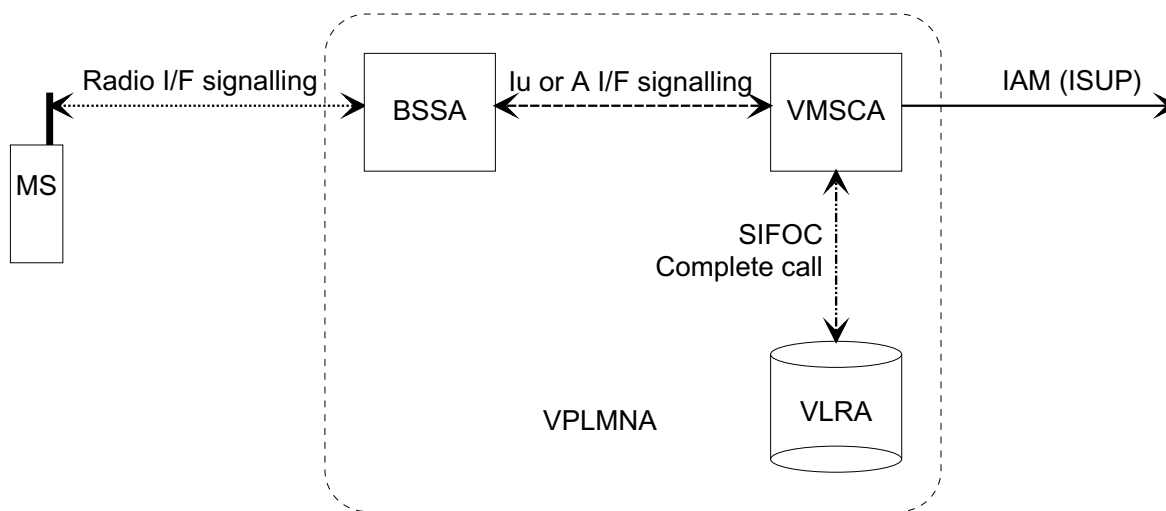 Radio I/F signalling
Iu or A I/F signalling
IAM (ISUP)
BSSA
VMSCA
MS
SIFOC
Complete call
VPLMNA
VLRA